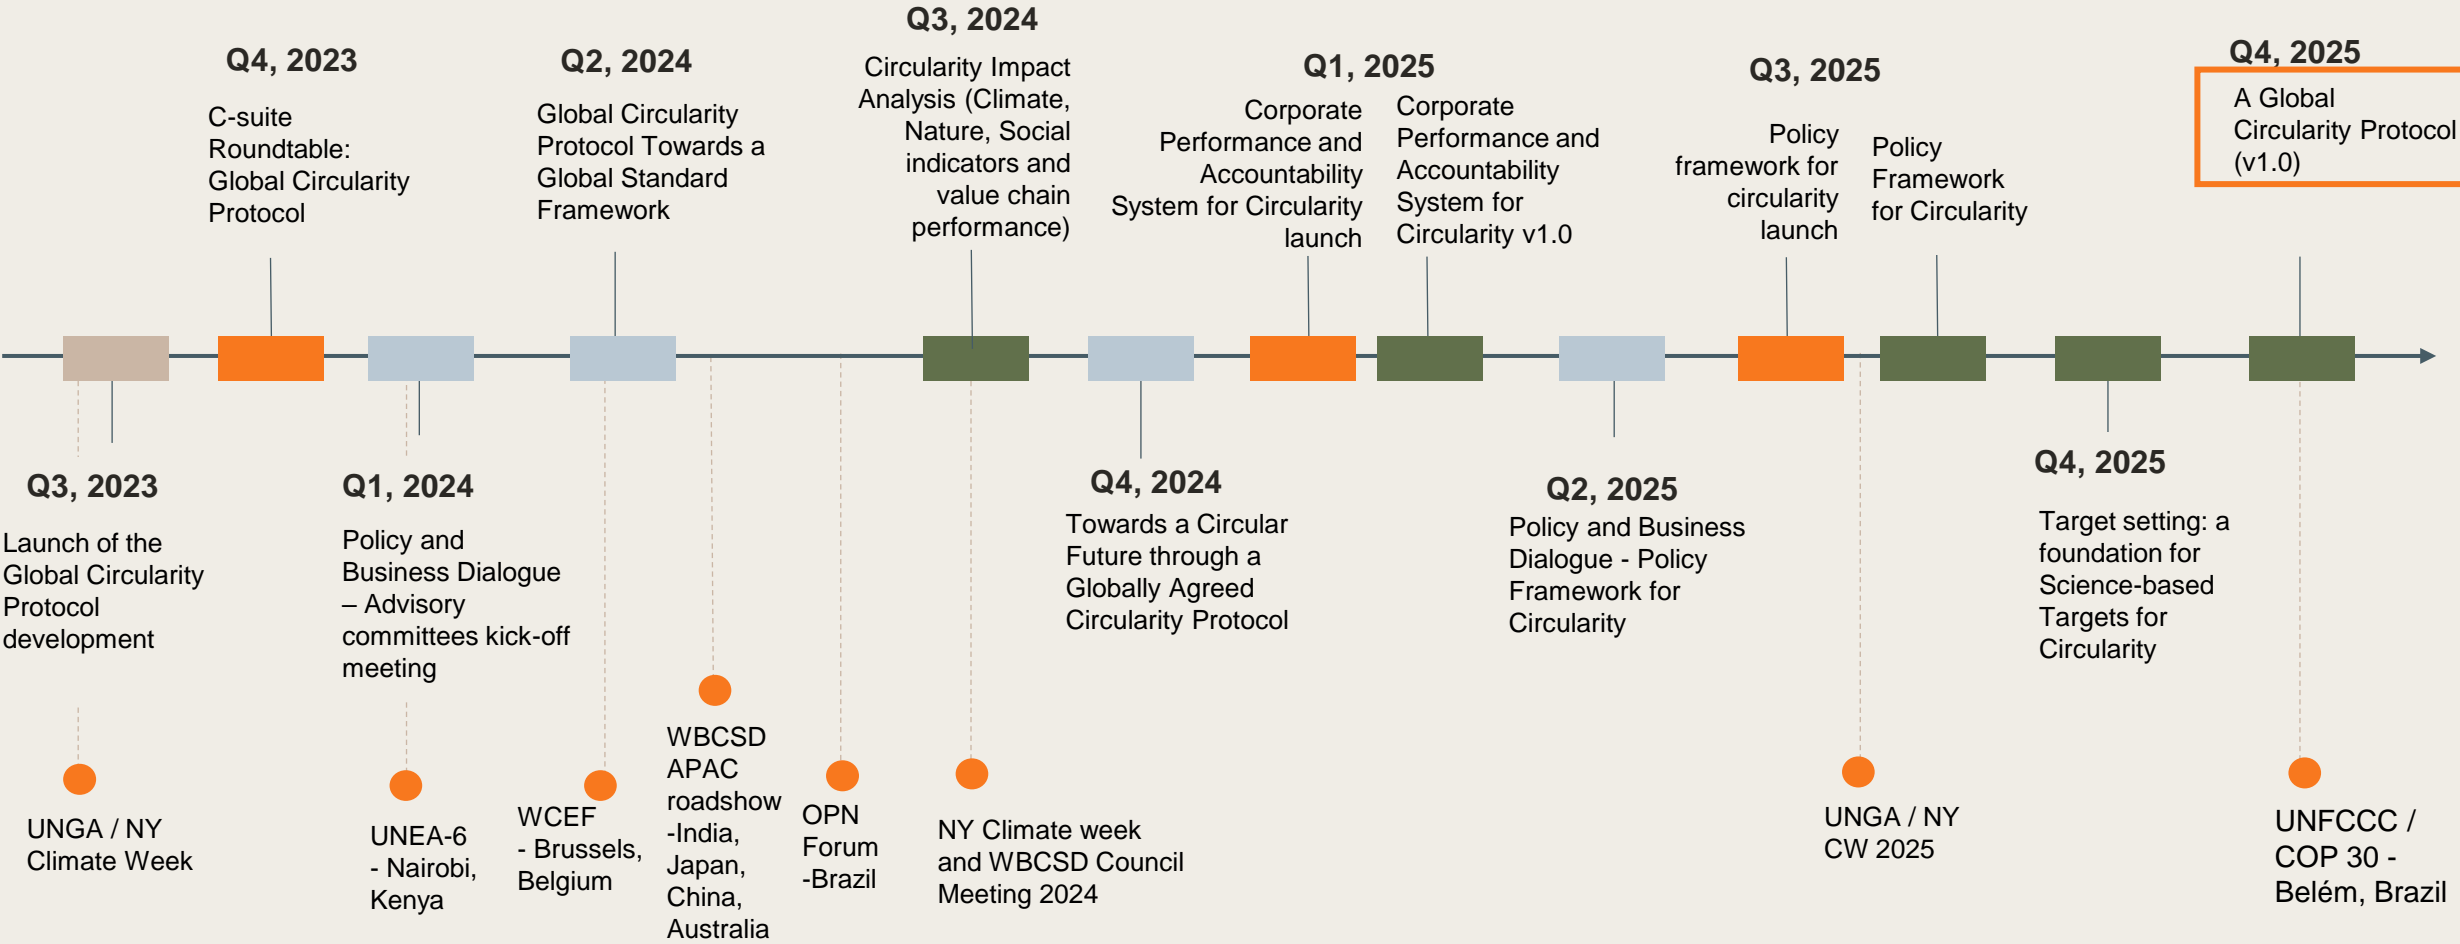 Q4, 2023
C-suite
Roundtable:
Global Circularity
Protocol
Q2, 2024
Global Circularity
Protocol Towards a
Global Standard
Framework
Q3, 2024
Circularity Impact
Analysis (Climate,
Nature, Social
indicators and
value chain
performance)
Q1, 2025
Corporate
Performance and
Accountability
System for Circularity
launch
Corporate
Performance and
Accountability
System for
Circularity v1.0
Q3, 2025
Policy
framework for
circularity
launch
Policy
Framework
for Circularity
Q4, 2025
A Global
Circularity Protocol
(v1.0)
Q3, 2023
Launch of the
Global Circularity
Protocol
development
Q1, 2024
Policy and
Business Dialogue
– Advisory
committees kick-off
meeting
Q4, 2024
Towards a Circular
Future through a
Globally Agreed
Circularity Protocol
Q2, 2025
Policy and Business
Dialogue - Policy
Framework for
Circularity
Q4, 2025
Target setting: a
foundation for
Science-based
Targets for
Circularity
UNGA / NY
Climate Week
UNEA-6
- Nairobi,
Kenya
WCEF
- Brussels,
Belgium
WBCSD
APAC
roadshow
-India,
Japan,
China,
Australia
OPN
Forum
-Brazil
NY Climate week
and WBCSD Council
Meeting 2024
UNGA / NY
CW 2025
UNFCCC /
COP 30 -
Belém, Brazil